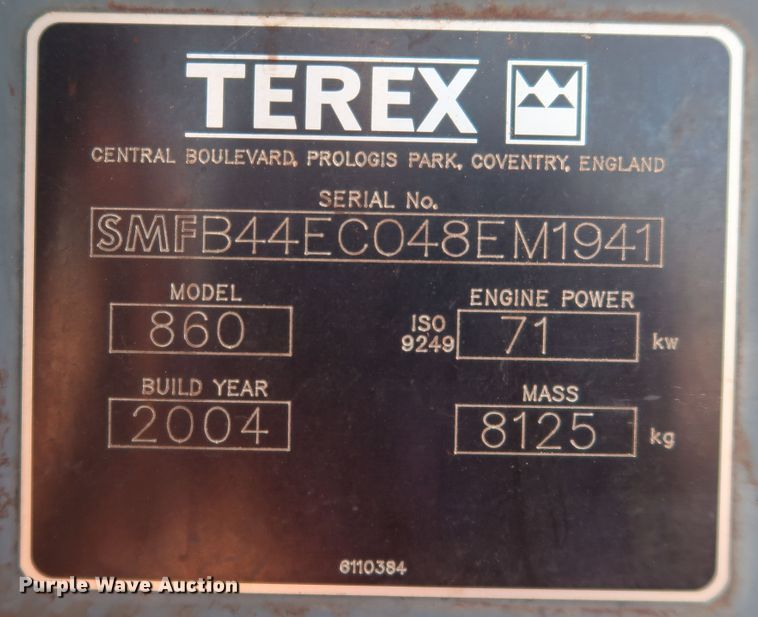 TEREX
CENTRAL BOULEVARD, PROLOGIS PARK, COVENTRY, ENGLAND
SERIAL No.
SMFB44EC048EM1941
MODEL
860
ENGINE POWER
ISO 9249
71 kw
BUILD YEAR
2004
MASS
8125 kg
6110384
Purple Wave Auction